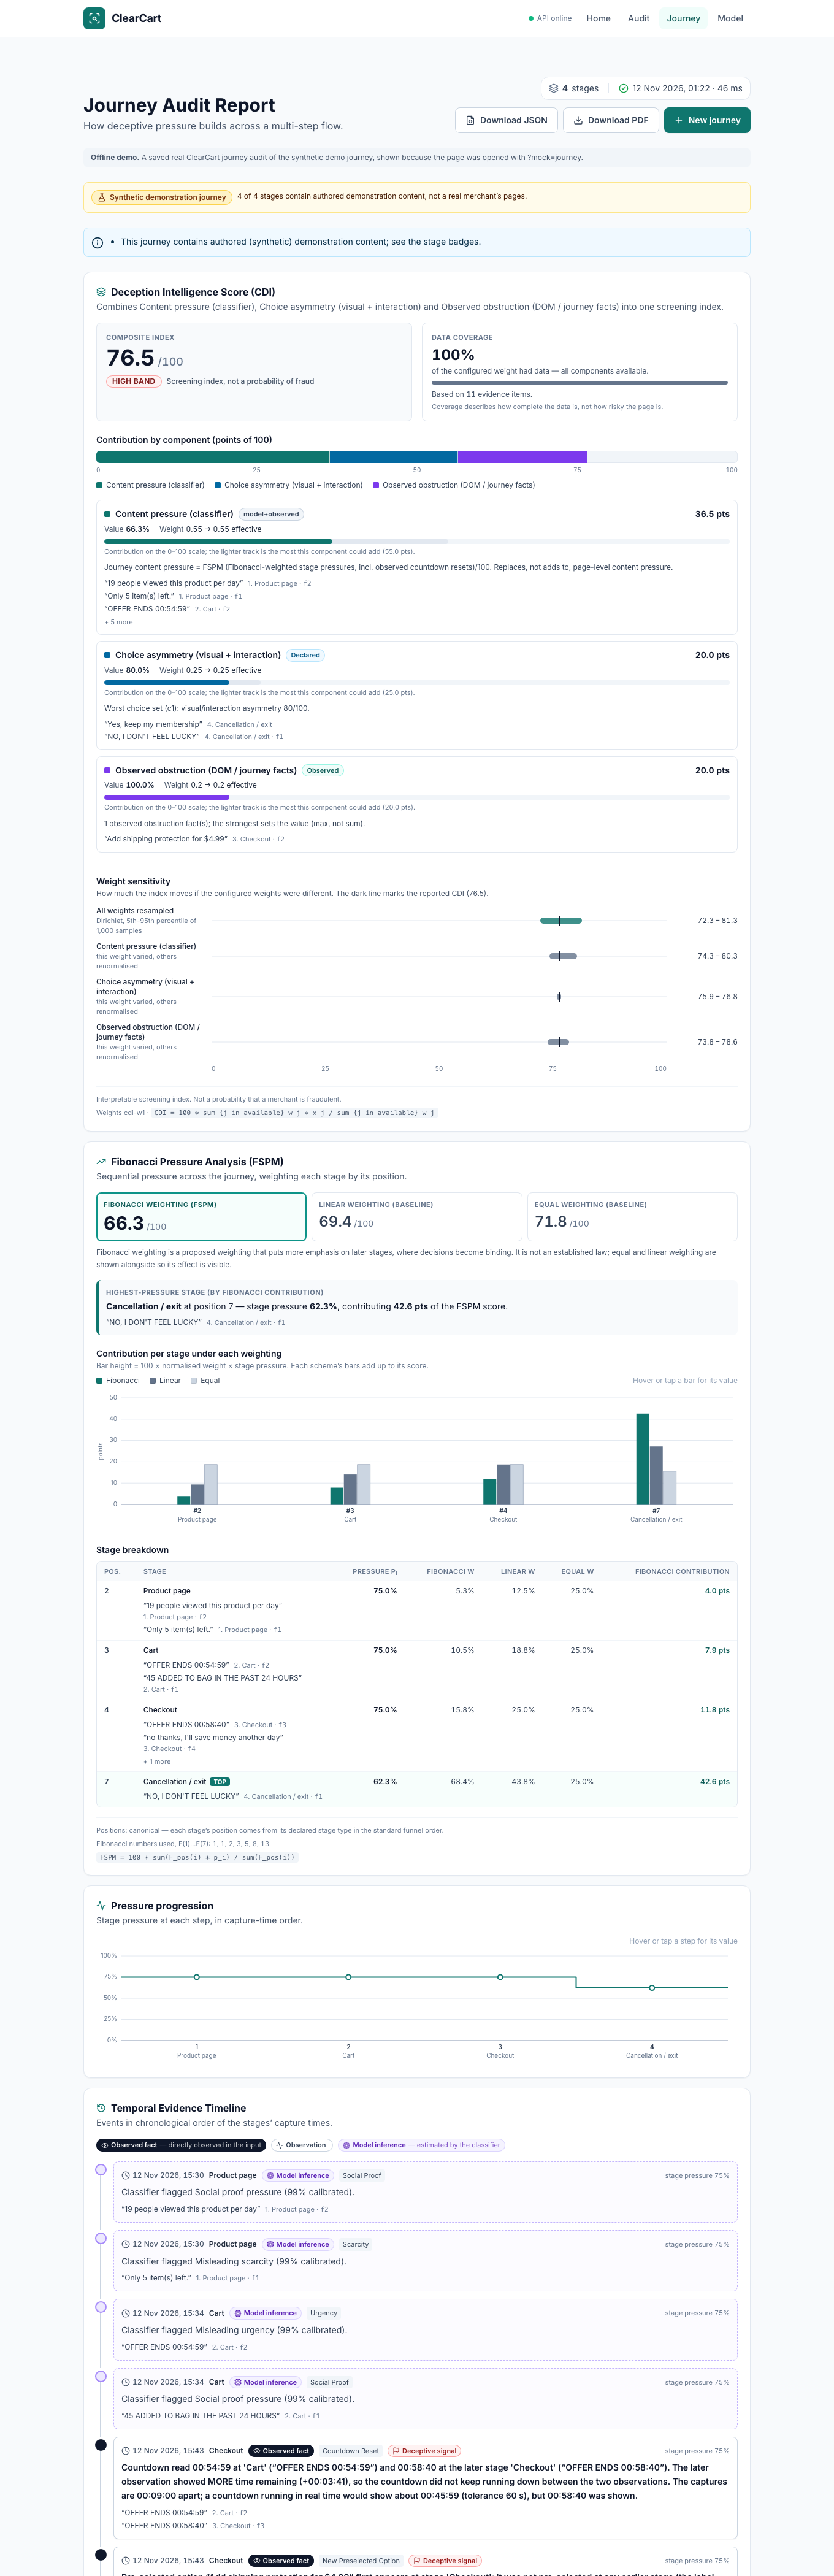 ClearCart
API online
Home
Audit
Journey
Model
4 stages
12 Nov 2026, 01:22 · 46 ms
Journey Audit Report
How deceptive pressure builds across a multi-step flow.
Download JSON
Download PDF
New journey
Offline demo. A saved real ClearCart journey audit of the synthetic demo journey, shown because the page was opened with ?mock=journey.
Synthetic demonstration journey
4 of 4 stages contain authored demonstration content, not a real merchant's pages.
• This journey contains authored (synthetic) demonstration content; see the stage badges.
Deception Intelligence Score (CDI)
Combines Content pressure (classifier), Choice asymmetry (visual + interaction) and Observed obstruction (DOM / journey facts) into one screening index.
COMPOSITE INDEX
76.5 /100
HIGH BAND Screening index, not a probability of fraud
DATA COVERAGE
100%
of the configured weight had data — all components available.
Based on 11 evidence items.
Coverage describes how complete the data is, not how risky the page is.
Contribution by component (points of 100)
0 25 50 75 100
Content pressure (classifier) Choice asymmetry (visual + interaction) Observed obstruction (DOM / journey facts)
Content pressure (classifier) model+observed 36.5 pts
Value 66.3% Weight 0.55 → 0.55 effective
Contribution on the 0–100 scale; the lighter track is the most this component could add (55.0 pts).
Journey content pressure = FSPM (Fibonacci-weighted stage pressures, incl. observed countdown resets)/100. Replaces, not adds to, page-level content pressure.
“19 people viewed this product per day” 1. Product page · f2
“Only 5 item(s) left.” 1. Product page · f1
“OFFER ENDS 00:54:59” 2. Cart · f2
+ 5 more
Choice asymmetry (visual + interaction) Declared 20.0 pts
Value 80.0% Weight 0.25 → 0.25 effective
Contribution on the 0–100 scale; the lighter track is the most this component could add (25.0 pts).
Worst choice set (c1): visual/interaction asymmetry 80/100.
“Yes, keep my membership” 4. Cancellation / exit
“NO, I DON'T FEEL LUCKY” 4. Cancellation / exit · f1
Observed obstruction (DOM / journey facts) Observed 20.0 pts
Value 100.0% Weight 0.2 → 0.2 effective
Contribution on the 0–100 scale; the lighter track is the most this component could add (20.0 pts).
1 observed obstruction fact(s); the strongest sets the value (max, not sum).
“Add shipping protection for $4.99” 3. Checkout · f2
Weight sensitivity
How much the index moves if the configured weights were different. The dark line marks the reported CDI (76.5).
All weights resampled
Dirichlet, 5th–95th percentile of
1,000 samples
72.3 – 81.3
Content pressure (classifier)
this weight varied, others
renormalised
74.3 – 80.3
Choice asymmetry (visual +
interaction)
this weight varied, others
renormalised
75.9 – 76.8
Observed obstruction (DOM /
journey facts)
this weight varied, others
renormalised
73.8 – 78.6
0 25 50 75 100
Interpretable screening index. Not a probability that a merchant is fraudulent.
Weights cdi-w1 · CDI = 100 * sum_{j in available} w_j * x_j / sum_{j in available} w_j
Fibonacci Pressure Analysis (FSPM)
Sequential pressure across the journey, weighting each stage by its position.
FIBONACCI WEIGHTING (FSPM)
66.3 /100
LINEAR WEIGHTING (BASELINE)
69.4 /100
EQUAL WEIGHTING (BASELINE)
71.8 /100
Fibonacci weighting is a proposed weighting that puts more emphasis on later stages, where decisions become binding. It is not an established law; equal and linear weighting are
shown alongside so its effect is visible.
HIGHEST-PRESSURE STAGE (BY FIBONACCI CONTRIBUTION)
Cancellation / exit at position 7 — stage pressure 62.3%, contributing 42.6 pts of the FSPM score.
“NO, I DON'T FEEL LUCKY” 4. Cancellation / exit · f1
Contribution per stage under each weighting
Bar height = 100 × normalised weight × stage pressure. Each scheme's bars add up to its score.
Fibonacci Linear Equal
Hover or tap a bar for its value
50
40
30
20
10
0
points
#2 #3 #4 #7
Product page Cart Checkout Cancellation / exit
Stage breakdown
POS. STAGE PRESSURE Pᵢ FIBONACCI W LINEAR W EQUAL W FIBONACCI CONTRIBUTION
2 Product page 75.0% 5.3% 12.5% 25.0% 4.0 pts
“19 people viewed this product per day”
1. Product page · f2
“Only 5 item(s) left.” 1. Product page · f1
3 Cart 75.0% 10.5% 18.8% 25.0% 7.9 pts
“OFFER ENDS 00:54:59” 2. Cart · f2
“45 ADDED TO BAG IN THE PAST 24 HOURS”
2. Cart · f1
4 Checkout 75.0% 15.8% 25.0% 25.0% 11.8 pts
“OFFER ENDS 00:58:40” 3. Checkout · f3
“no thanks, I'll save money another day”
3. Checkout · f4
+ 1 more
7 Cancellation / exit TOP 62.3% 68.4% 43.8% 25.0% 42.6 pts
“NO, I DON'T FEEL LUCKY” 4. Cancellation / exit · f1
Positions: canonical — each stage's position comes from its declared stage type in the standard funnel order.
Fibonacci numbers used, F(1)…F(7): 1, 1, 2, 3, 5, 8, 13
FSPM = 100 * sum(F_pos(i) * p_i) / sum(F_pos(i))
Pressure progression
Stage pressure at each step, in capture-time order.
Hover or tap a step for its value
100%
75%
50%
25%
0%
1 2 3 4
Product page Cart Checkout Cancellation / exit
Temporal Evidence Timeline
Events in chronological order of the stages' capture times.
Observed fact — directly observed in the input
Observation
Model inference — estimated by the classifier
12 Nov 2026, 15:30 Product page Model inference Social Proof stage pressure 75%
Classifier flagged Social proof pressure (99% calibrated).
“19 people viewed this product per day” 1. Product page · f2
12 Nov 2026, 15:30 Product page Model inference Scarcity stage pressure 75%
Classifier flagged Misleading scarcity (99% calibrated).
“Only 5 item(s) left.” 1. Product page · f1
12 Nov 2026, 15:34 Cart Model inference Urgency stage pressure 75%
Classifier flagged Misleading urgency (99% calibrated).
“OFFER ENDS 00:54:59” 2. Cart · f2
12 Nov 2026, 15:34 Cart Model inference Social Proof stage pressure 75%
Classifier flagged Social proof pressure (99% calibrated).
“45 ADDED TO BAG IN THE PAST 24 HOURS” 2. Cart · f1
12 Nov 2026, 15:43 Checkout Observed fact Countdown Reset Deceptive signal stage pressure 75%
Countdown read 00:54:59 at 'Cart' (“OFFER ENDS 00:54:59”) and 00:58:40 at the later stage 'Checkout' (“OFFER ENDS 00:58:40”). The later
observation showed MORE time remaining (+00:03:41), so the countdown did not keep running down between the two observations. The captures
are 00:09:00 apart; a countdown running in real time would show about 00:45:59 (tolerance 60 s), but 00:58:40 was shown.
“OFFER ENDS 00:54:59” 2. Cart · f2
“OFFER ENDS 00:58:40” 3. Checkout · f3
12 Nov 2026, 15:43 Checkout Observed fact New Preselected Option Deceptive signal stage pressure 75%